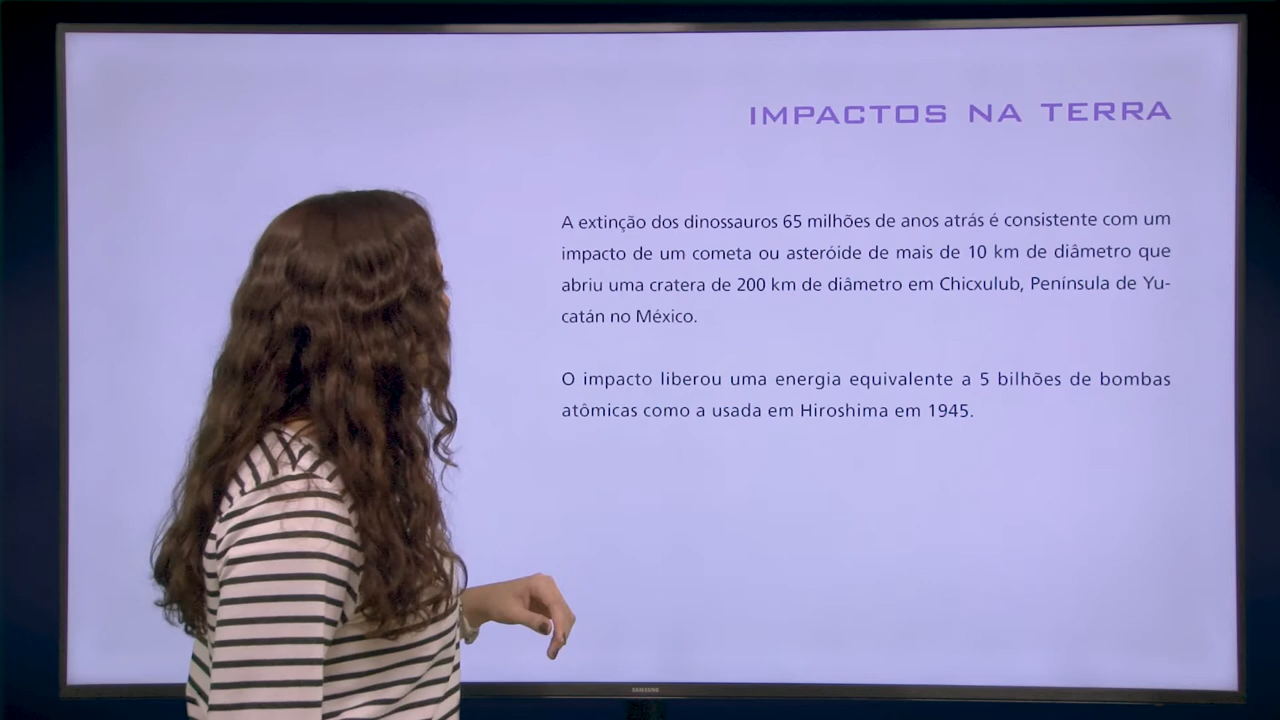 IMPACTOS NA TERRA
A extinção dos dinossauros 65 milhões de anos atrás é consistente com um
impacto de um cometa ou asteróide de mais de 10 km de diâmetro que
abriu uma cratera de 200 km de diâmetro em Chicxulub, Península de Yu-
catán no México.
O impacto liberou uma energia equivalente a 5 bilhões de bombas
atômicas como a usada em Hiroshima em 1945.
SAMSUNG